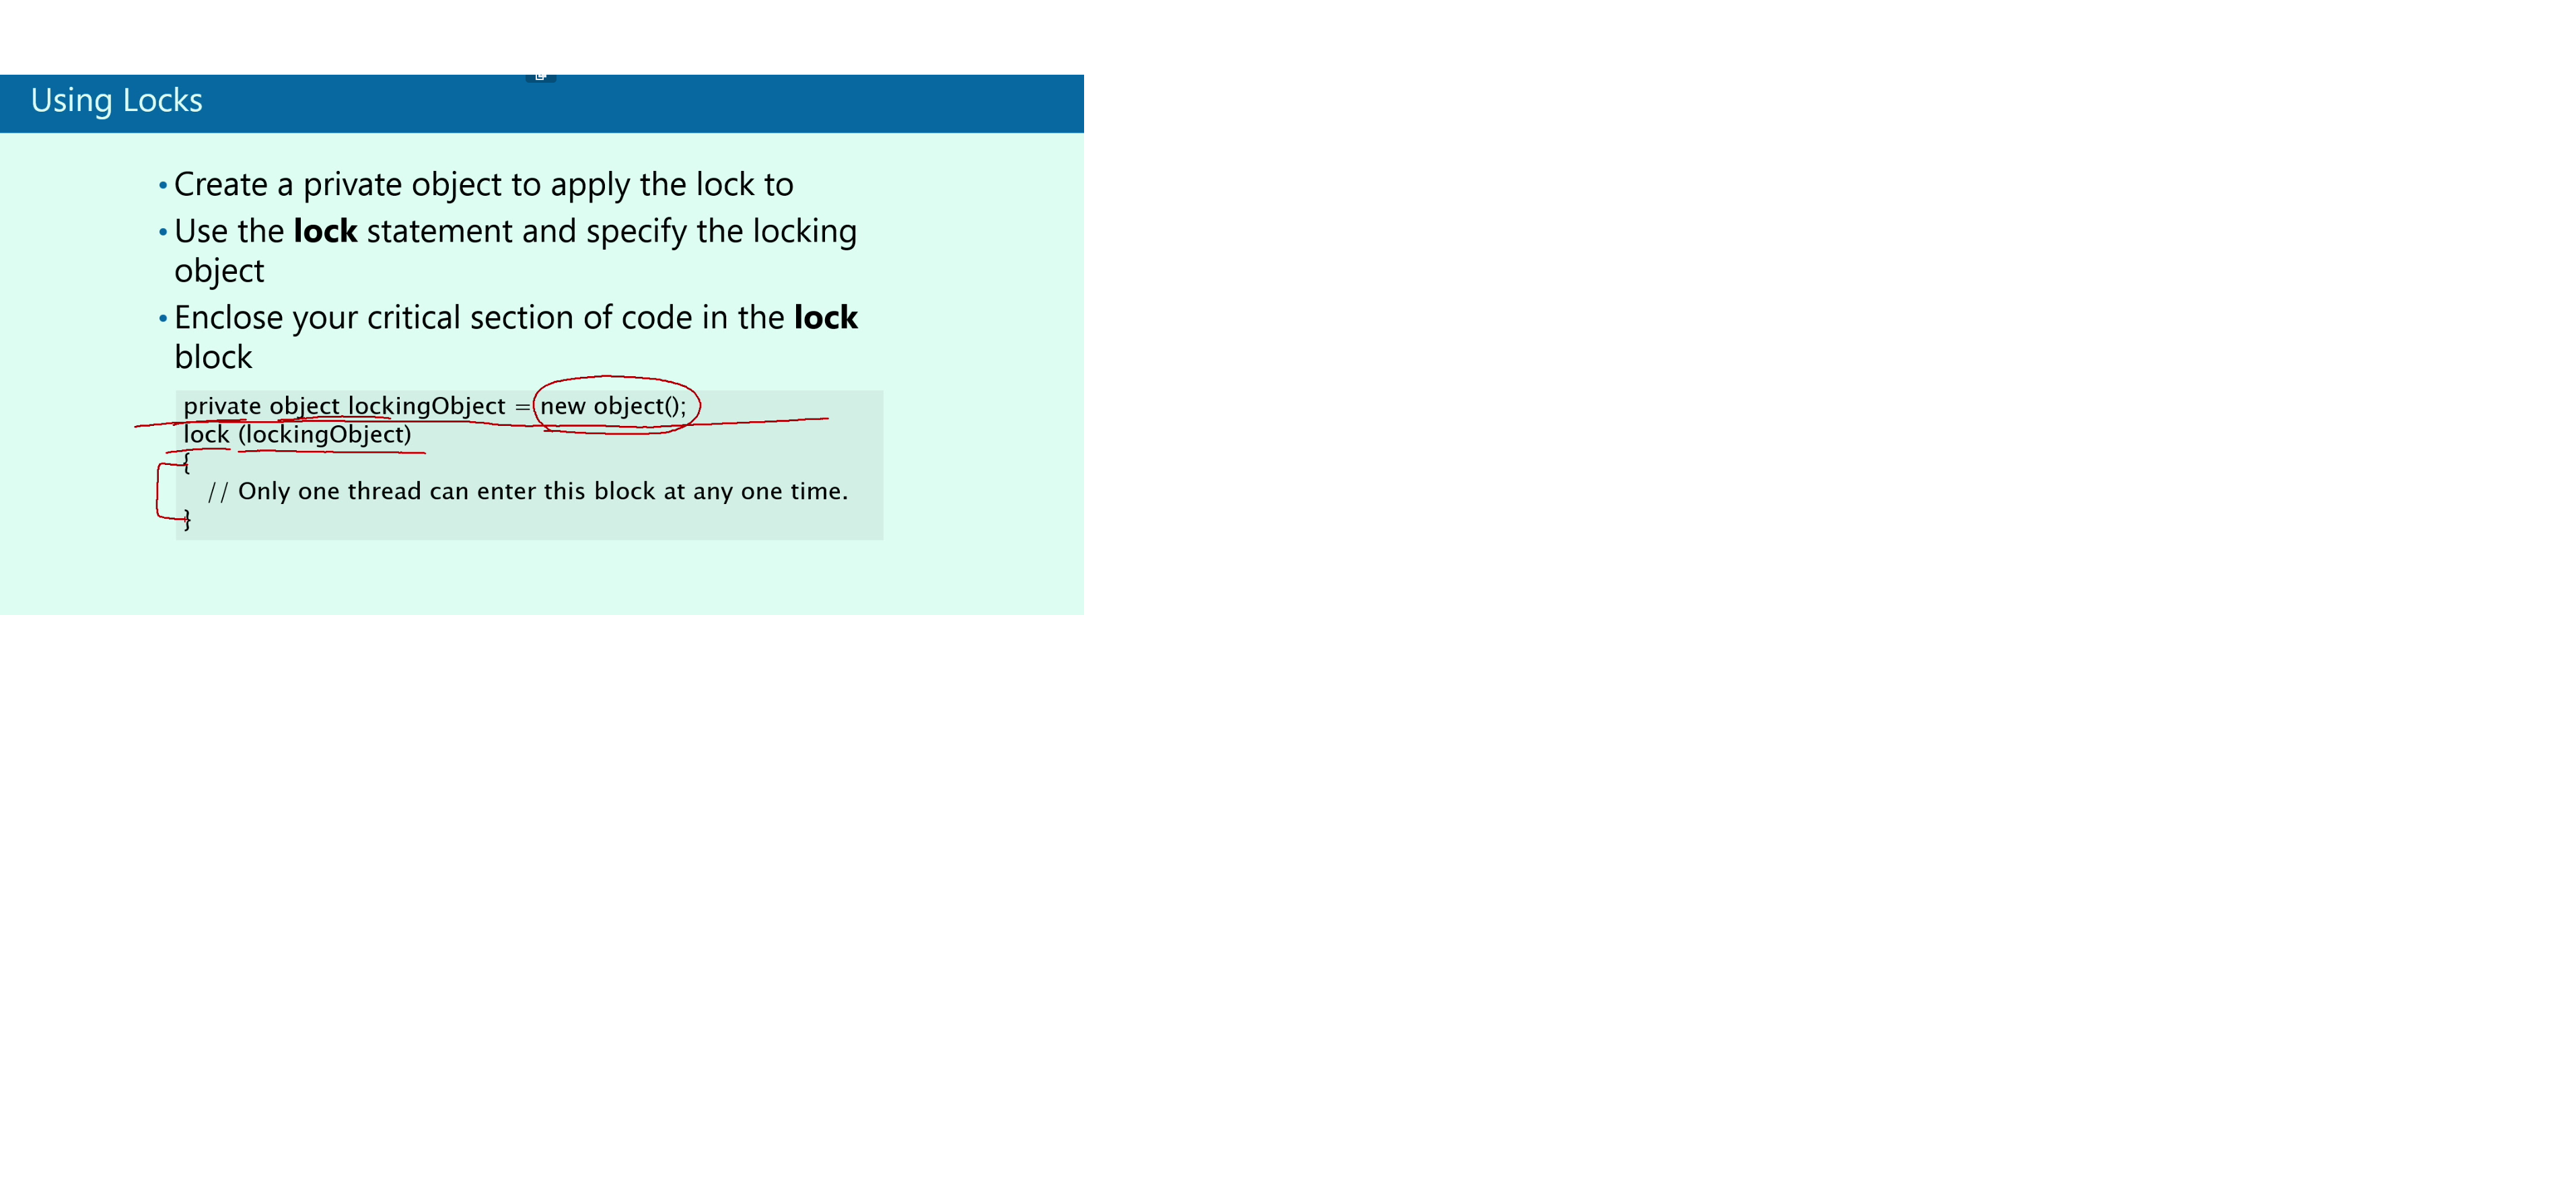 Using Locks
• Create a private object to apply the lock to
• Use the lock statement and specify the locking
object
• Enclose your critical section of code in the lock
block
private object lockingObject = new object();
lock (lockingObject)
{
// Only one thread can enter this block at any one time.
}